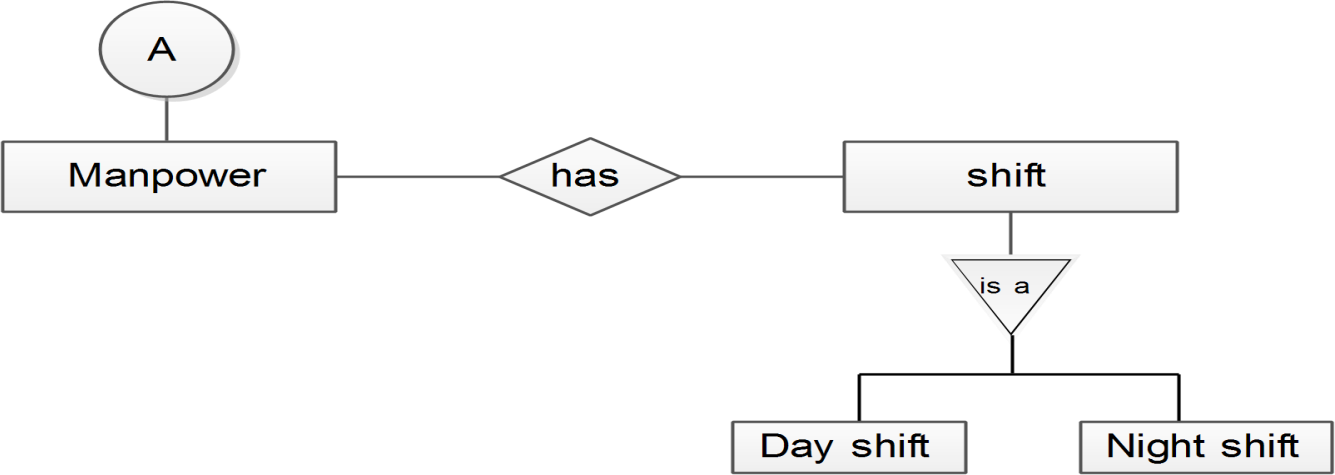 A
Manpower
has
shift
is a
Day shift
Night shift